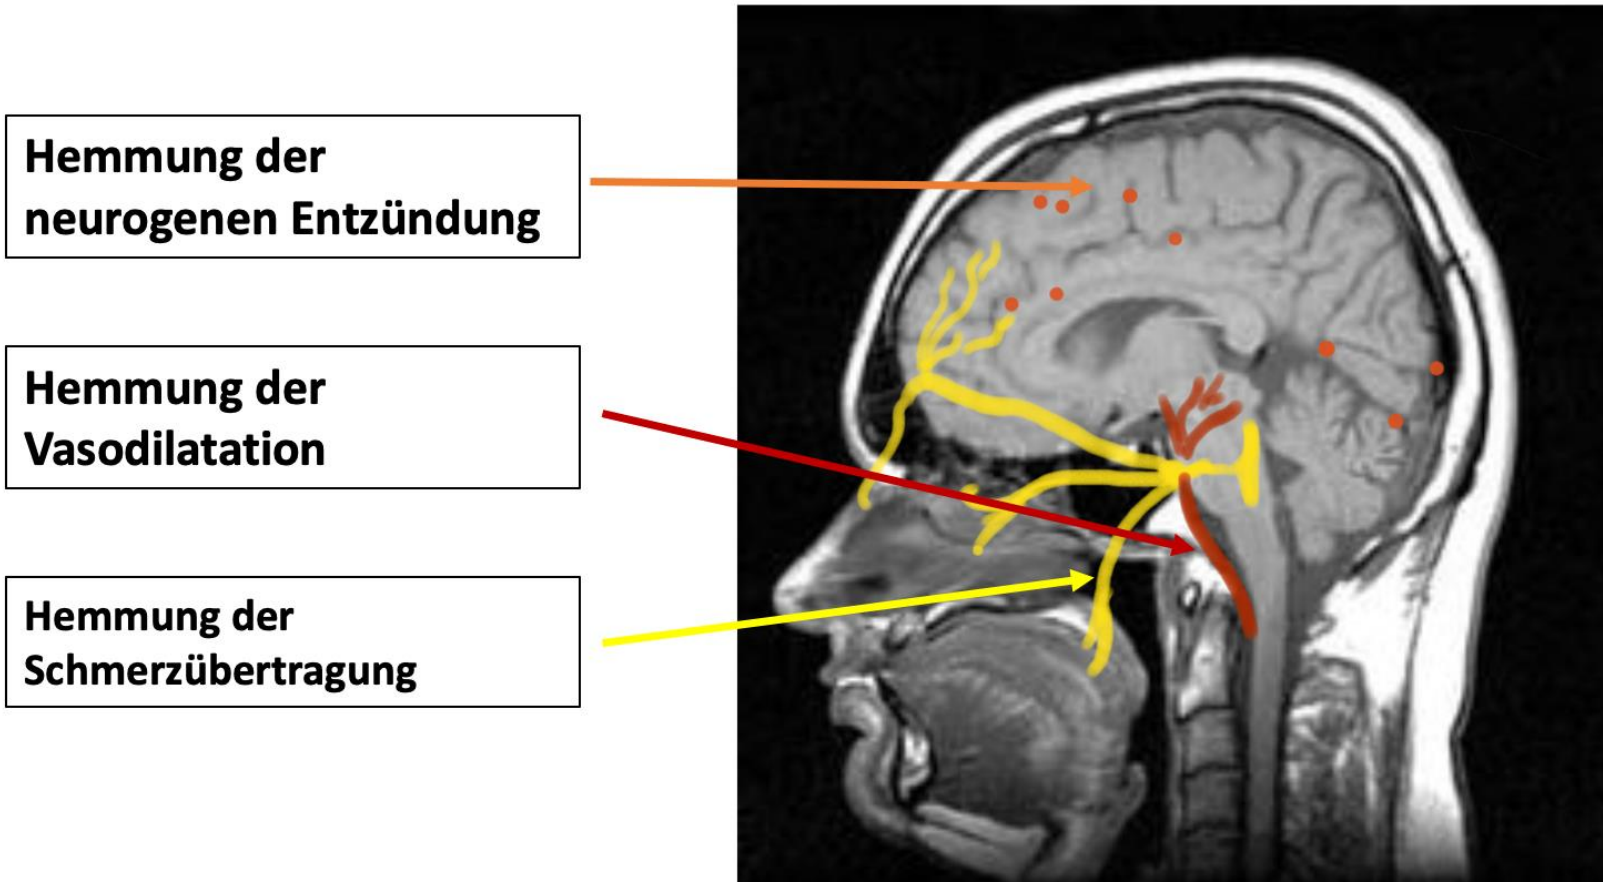 Hemmung der
neurogenen Entzündung
Hemmung der
Vasodilatation
Hemmung der
Schmerzübertragung